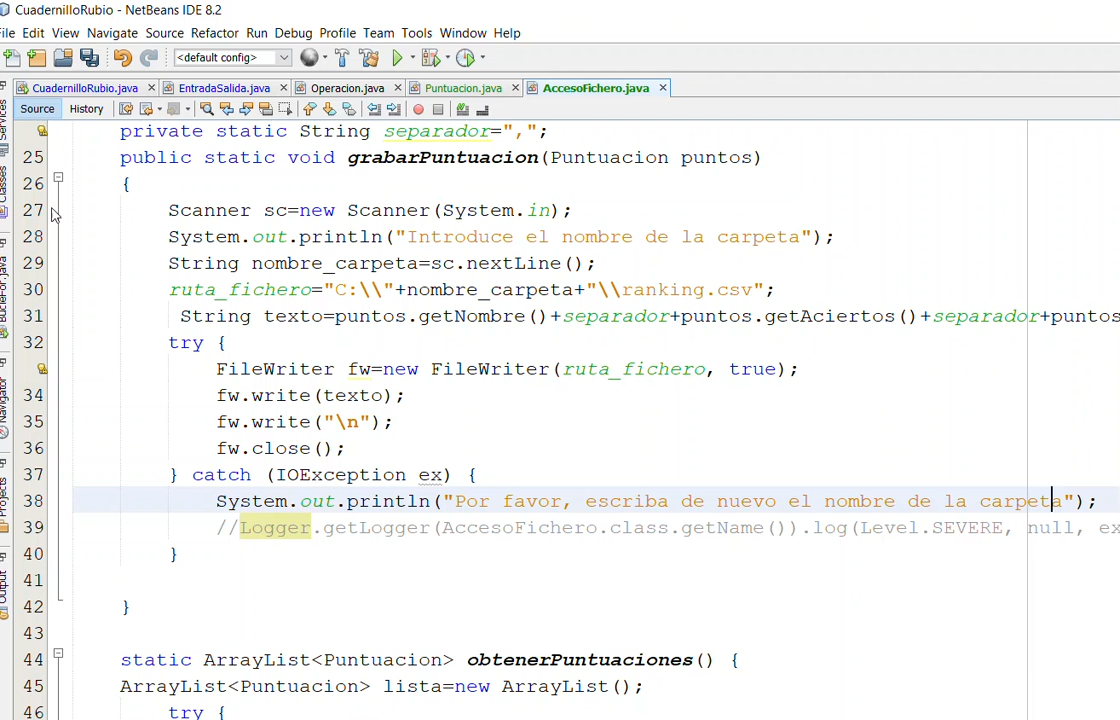 CuadernilloRubio - NetBeans IDE 8.2
File Edit View Navigate Source Refactor Run Debug Profile Team Tools Window Help
<default config>
CuadernilloRubio.java EntradaSalida.java Operacion.java Puntuacion.java AccesoFichero.java
Source History
private static String separador=",";
25 public static void grabarPuntuacion(Puntuacion puntos)
26 {
27 Scanner sc=new Scanner(System.in);
28 System.out.println("Introduce el nombre de la carpeta");
29 String nombre_carpeta=sc.nextLine();
30 ruta_fichero="C:\\"+nombre_carpeta+"\\ranking.csv";
31 String texto=puntos.getNombre()+separador+puntos.getAciertos()+separador+puntos
32 try {
FileWriter fw=new FileWriter(ruta_fichero, true);
34 fw.write(texto);
35 fw.write("\n");
36 fw.close();
37 } catch (IOException ex) {
38 System.out.println("Por favor, escriba de nuevo el nombre de la carpeta");
39 //Logger.getLogger(AccesoFichero.class.getName()).log(Level.SEVERE, null, ex
40 }
41
42 }
43
44 static ArrayList<Puntuacion> obtenerPuntuaciones() {
45 ArrayList<Puntuacion> lista=new ArrayList();
46 try {
Services
Classes
BucleFor.java
Navigator
Projects
Output